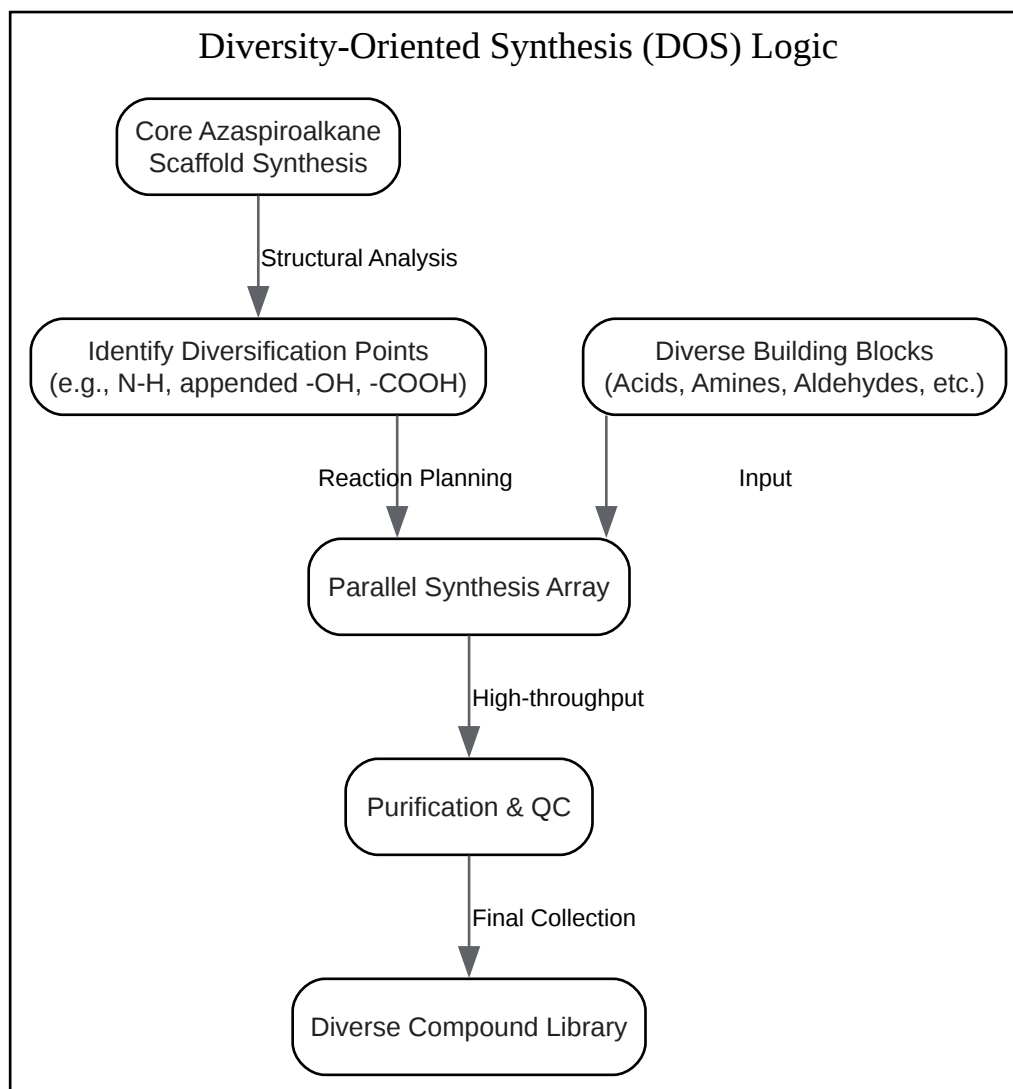 Diversity-Oriented Synthesis (DOS) Logic
Core Azaspiroalkane
Scaffold Synthesis
Structural Analysis
Identify Diversification Points
(e.g., N-H, appended -OH, -COOH)
Diverse Building Blocks
(Acids, Amines, Aldehydes, etc.)
Reaction Planning
Input
Parallel Synthesis Array
High-throughput
Purification & QC
Final Collection
Diverse Compound Library